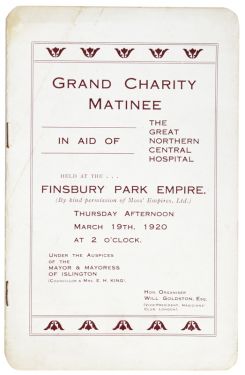 GRAND CHARITY
MATINEE
IN AID OF
THE
GREAT
NORTHERN
CENTRAL
HOSPITAL
HELD AT THE . . .
FINSBURY PARK EMPIRE.
(By kind permission of Moss' Empires, Ltd.)
THURSDAY AFTERNOON
MARCH 19TH, 1920
AT 2 O'CLOCK.
UNDER THE AUSPICES
OF THE
MAYOR & MAYORESS
OF ISLINGTON
(COUNCILLOR & MRS. E. H. KING).
HON. ORGANISER
WILL GOLDSTON, ESQ.
(VICE-PRESIDENT, MAGICIANS'
CLUB, LONDON).